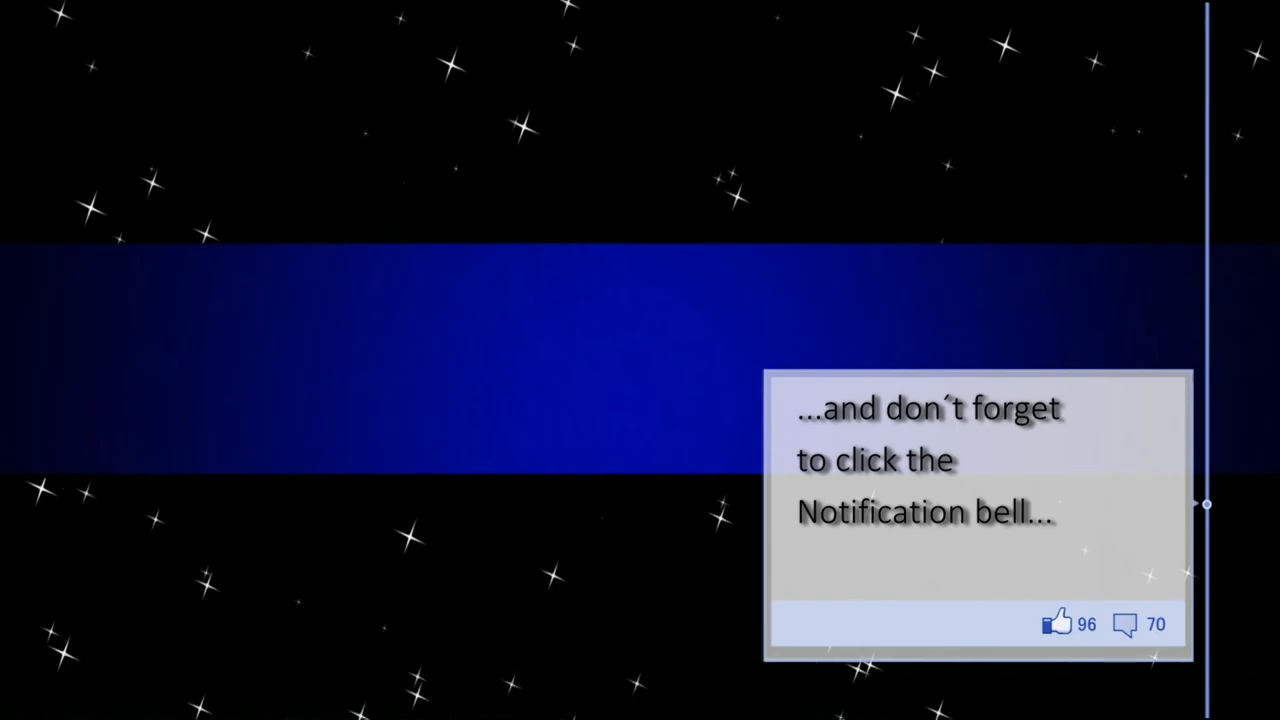 ...and don´t forget
to click the
Notification bell...
96 70